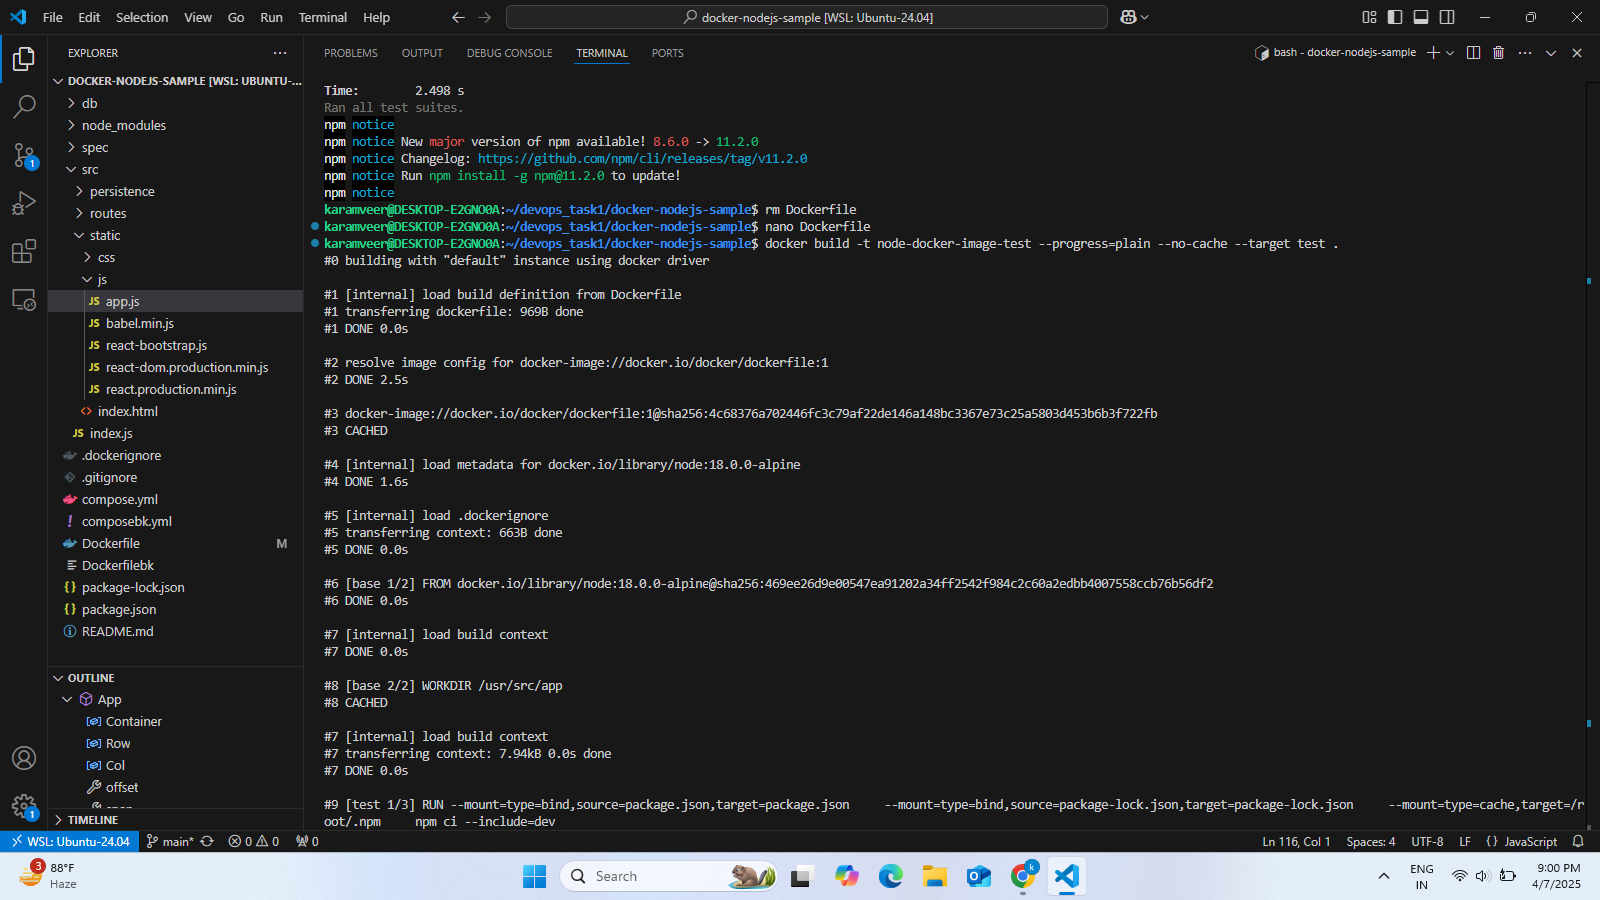 File Edit Selection View Go Run Terminal Help
docker-nodejs-sample [WSL: Ubuntu-24.04]
EXPLORER
PROBLEMS OUTPUT DEBUG CONSOLE TERMINAL PORTS
bash - docker-nodejs-sample
DOCKER-NODEJS-SAMPLE [WSL: UBUNTU-...
db
node_modules
spec
src
persistence
routes
static
css
js
JS app.js
JS babel.min.js
JS react-bootstrap.js
JS react-dom.production.min.js
JS react.production.min.js
<> index.html
JS index.js
.dockerignore
.gitignore
compose.yml
! composebk.yml
Dockerfile M
Dockerfilebk
{} package-lock.json
{} package.json
README.md
OUTLINE
App
Container
Row
Col
offset
TIMELINE
1
1
Time: 2.498 s
Ran all test suites.
npm notice
npm notice New major version of npm available! 8.6.0 -> 11.2.0
npm notice Changelog: https://github.com/npm/cli/releases/tag/v11.2.0
npm notice Run npm install -g npm@11.2.0 to update!
npm notice
karamveer@DESKTOP-E2GNO0A:~/devops_task1/docker-nodejs-sample$ rm Dockerfile
karamveer@DESKTOP-E2GNO0A:~/devops_task1/docker-nodejs-sample$ nano Dockerfile
karamveer@DESKTOP-E2GNO0A:~/devops_task1/docker-nodejs-sample$ docker build -t node-docker-image-test --progress=plain --no-cache --target test .
#0 building with "default" instance using docker driver
#1 [internal] load build definition from Dockerfile
#1 transferring dockerfile: 969B done
#1 DONE 0.0s
#2 resolve image config for docker-image://docker.io/docker/dockerfile:1
#2 DONE 2.5s
#3 docker-image://docker.io/docker/dockerfile:1@sha256:4c68376a702446fc3c79af22de146a148bc3367e73c25a5803d453b6b3f722fb
#3 CACHED
#4 [internal] load metadata for docker.io/library/node:18.0.0-alpine
#4 DONE 1.6s
#5 [internal] load .dockerignore
#5 transferring context: 663B done
#5 DONE 0.0s
#6 [base 1/2] FROM docker.io/library/node:18.0.0-alpine@sha256:469ee26d9e00547ea91202a34ff2542f984c2c60a2edbb4007558ccb76b56df2
#6 DONE 0.0s
#7 [internal] load build context
#7 DONE 0.0s
#8 [base 2/2] WORKDIR /usr/src/app
#8 CACHED
#7 [internal] load build context
#7 transferring context: 7.94kB 0.0s done
#7 DONE 0.0s
#9 [test 1/3] RUN --mount=type=bind,source=package.json,target=package.json --mount=type=bind,source=package-lock.json,target=package-lock.json --mount=type=cache,target=/r
oot/.npm npm ci --include=dev
WSL: Ubuntu-24.04 main* 0 0 0
Ln 116, Col 1 Spaces: 4 UTF-8 LF {} JavaScript
3
88°F
Haze
Search
k
ENG
IN
9:00 PM
4/7/2025